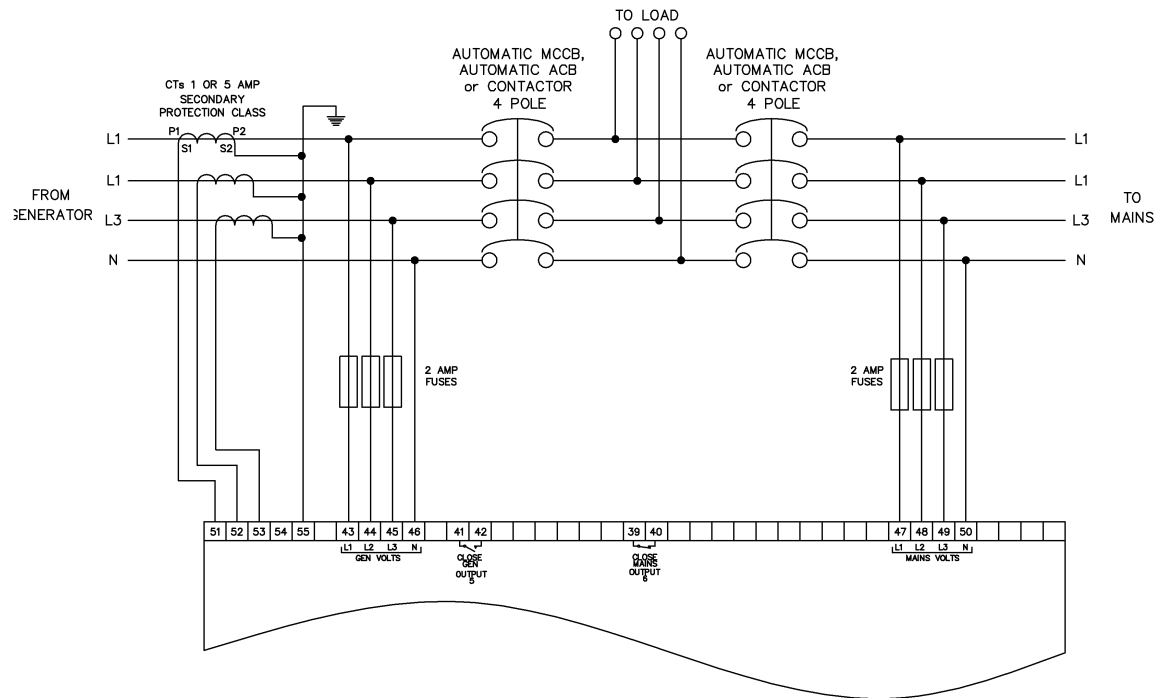 TO LOAD
AUTOMATIC MCCB,
AUTOMATIC ACB
or CONTACTOR
4 POLE
AUTOMATIC MCCB,
AUTOMATIC ACB
or CONTACTOR
4 POLE
CTs 1 OR 5 AMP
SECONDARY
PROTECTION CLASS
P1 P2
S1 S2
L1
L1
L3
N
FROM
GENERATOR
L1
L1
L3
N
TO
MAINS
2 AMP
FUSES
2 AMP
FUSES
51 52 53 54 55 43 44 45 46 41 42 39 40 47 48 49 50
L1 L2 L3 N
GEN VOLTS
CLOSE
GEN
OUTPUT
5
CLOSE
MAINS
OUTPUT
6
L1 L2 L3 N
MAINS VOLTS